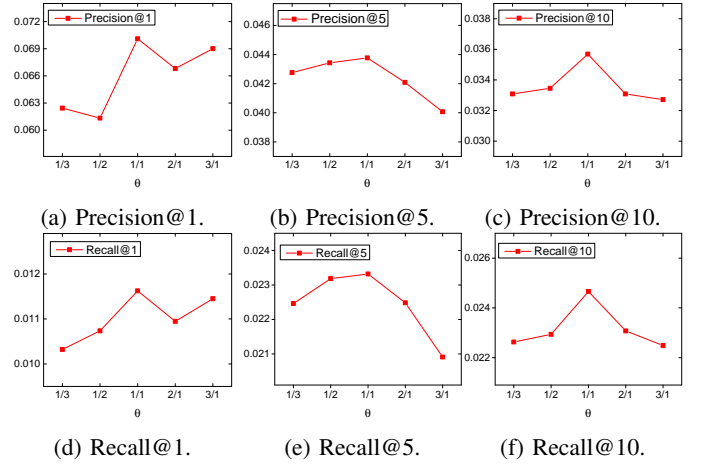 Precision@1
0.072
0.069
0.066
0.063
0.060
1/3 1/2 1/1 2/1 3/1
θ
(a) Precision@1.
Precision@5
0.046
0.044
0.042
0.040
0.038
1/3 1/2 1/1 2/1 3/1
θ
(b) Precision@5.
Precision@10
0.038
0.036
0.034
0.032
0.030
1/3 1/2 1/1 2/1 3/1
θ
(c) Precision@10.
Recall@1
0.012
0.011
0.010
1/3 1/2 1/1 2/1 3/1
θ
(d) Recall@1.
Recall@5
0.024
0.023
0.022
0.021
1/3 1/2 1/1 2/1 3/1
θ
(e) Recall@5.
Recall@10
0.026
0.024
0.022
1/3 1/2 1/1 2/1 3/1
θ
(f) Recall@10.